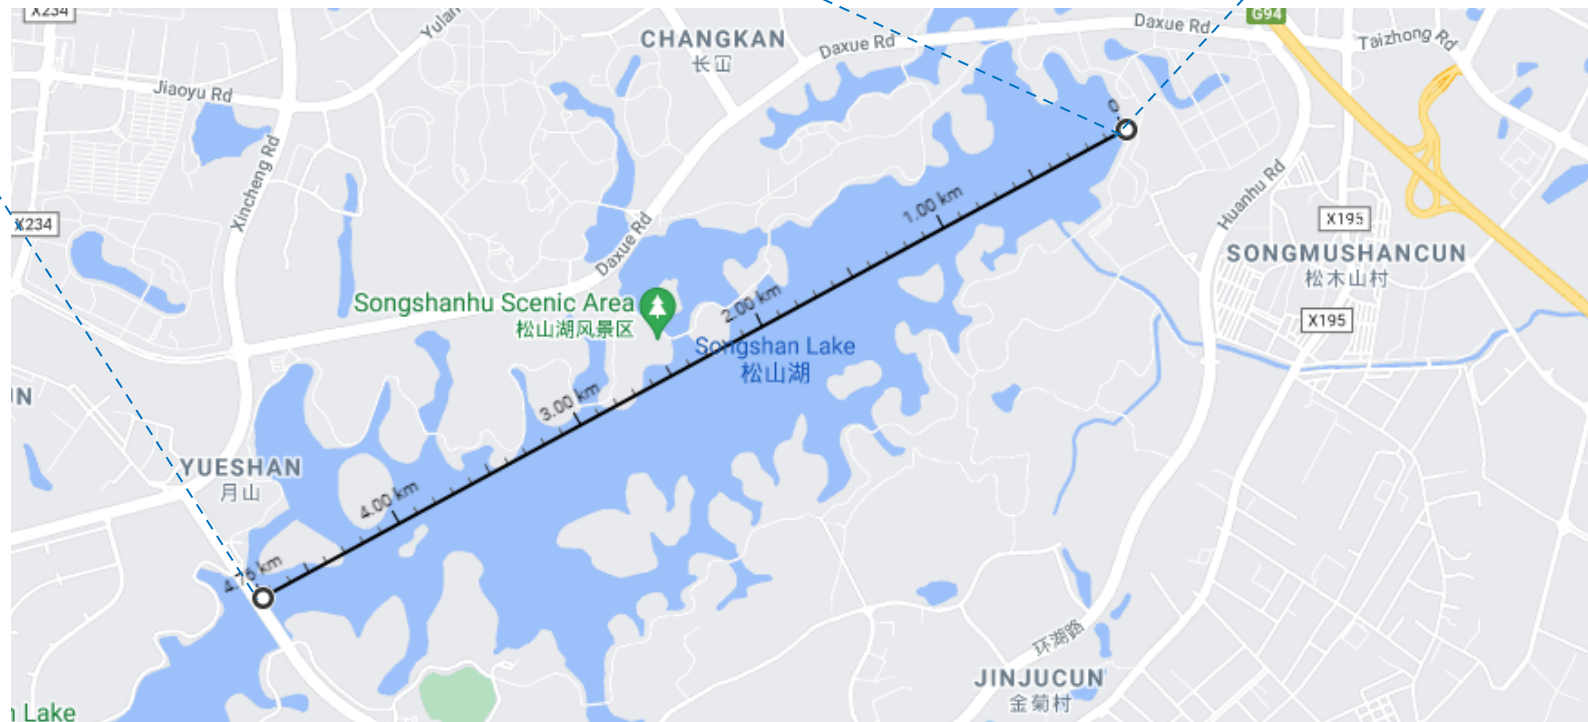 X234
Yulan
CHANGKAN
长冚
Daxue Rd
Daxue Rd
G94
Taizhong Rd
Jiaoyu Rd
0
Xincheng Rd
X234
1.00 km
Huanhu Rd
X195
Daxue Rd
SONGMUSHANCUN
松木山村
Songshanhu Scenic Area
松山湖风景区
2.00 km
X195
Songshan Lake
松山湖
UN
3.00 km
YUESHAN
月山
4.00 km
4.76 km
环湖路
JINJUCUN
金菊村
n Lake